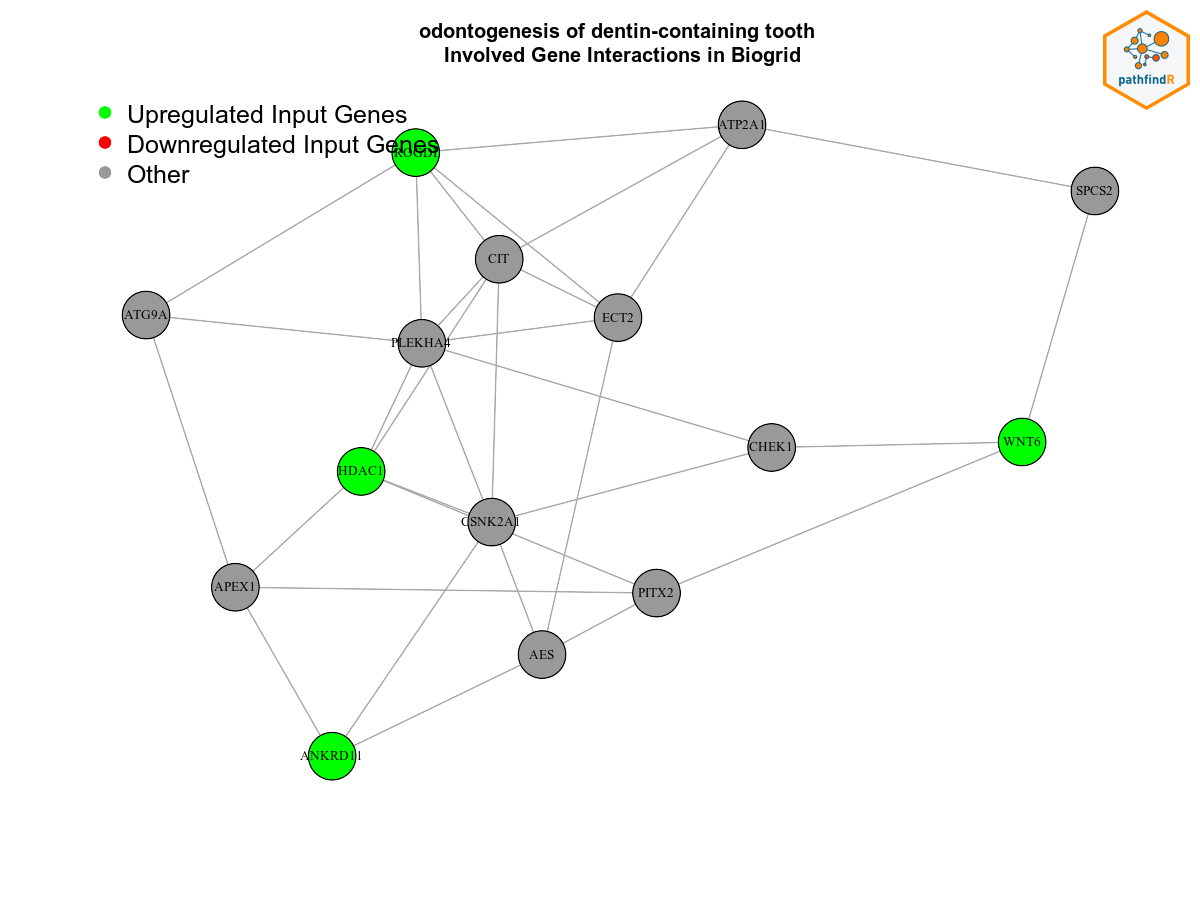 odontogenesis of dentin-containing tooth
Involved Gene Interactions in Biogrid
pathfindR
Upregulated Input Genes
Downregulated Input Genes
Other
ROGDI
ATP2A1
SPCS2
CIT
ATG9A
ECT2
PLEKHA4
CHEK1
WNT6
HDAC1
CSNK2A1
APEX1
PITX2
AES
ANKRD11